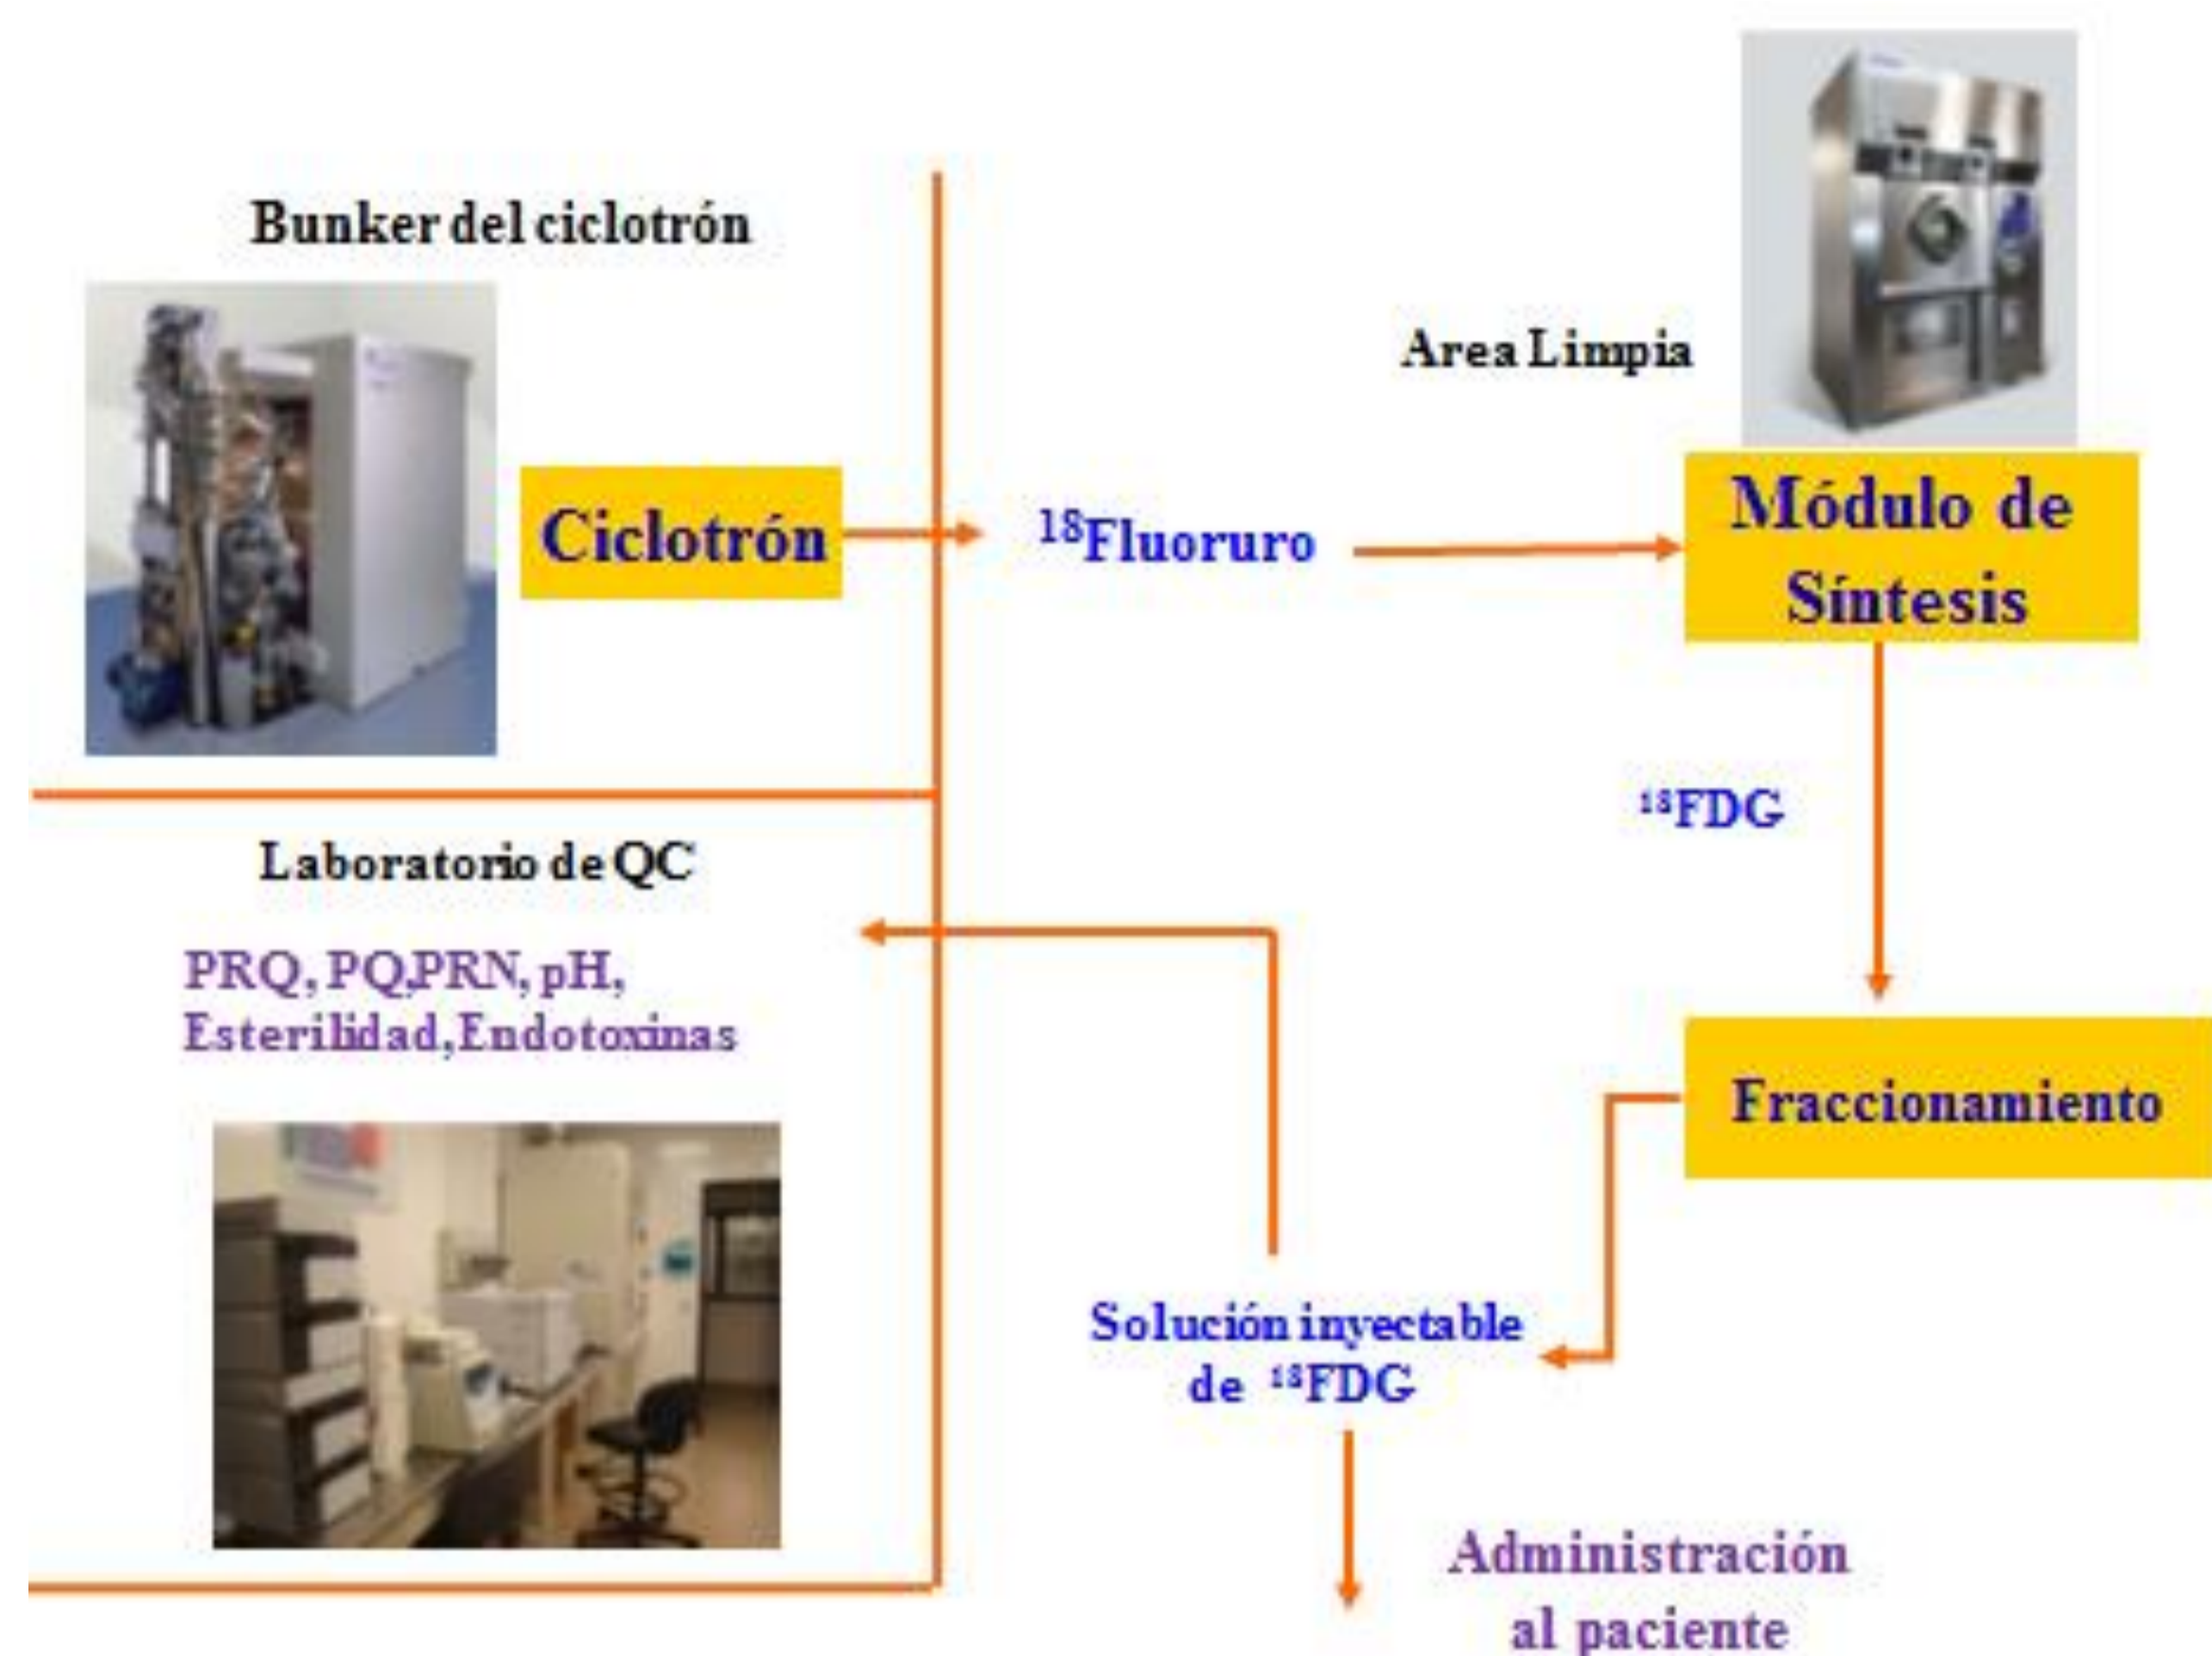 Bunker del ciclotrón
Area Limpia
Ciclotrón
¹⁸Fluoruro
Módulo de
Síntesis
¹⁸FDG
Laboratorio de QC
PRQ, PQ,PRN, pH,
Esterilidad,Endotoxinas
Fraccionamiento
Solución inyectable
de ¹⁸FDG
Administración
al paciente